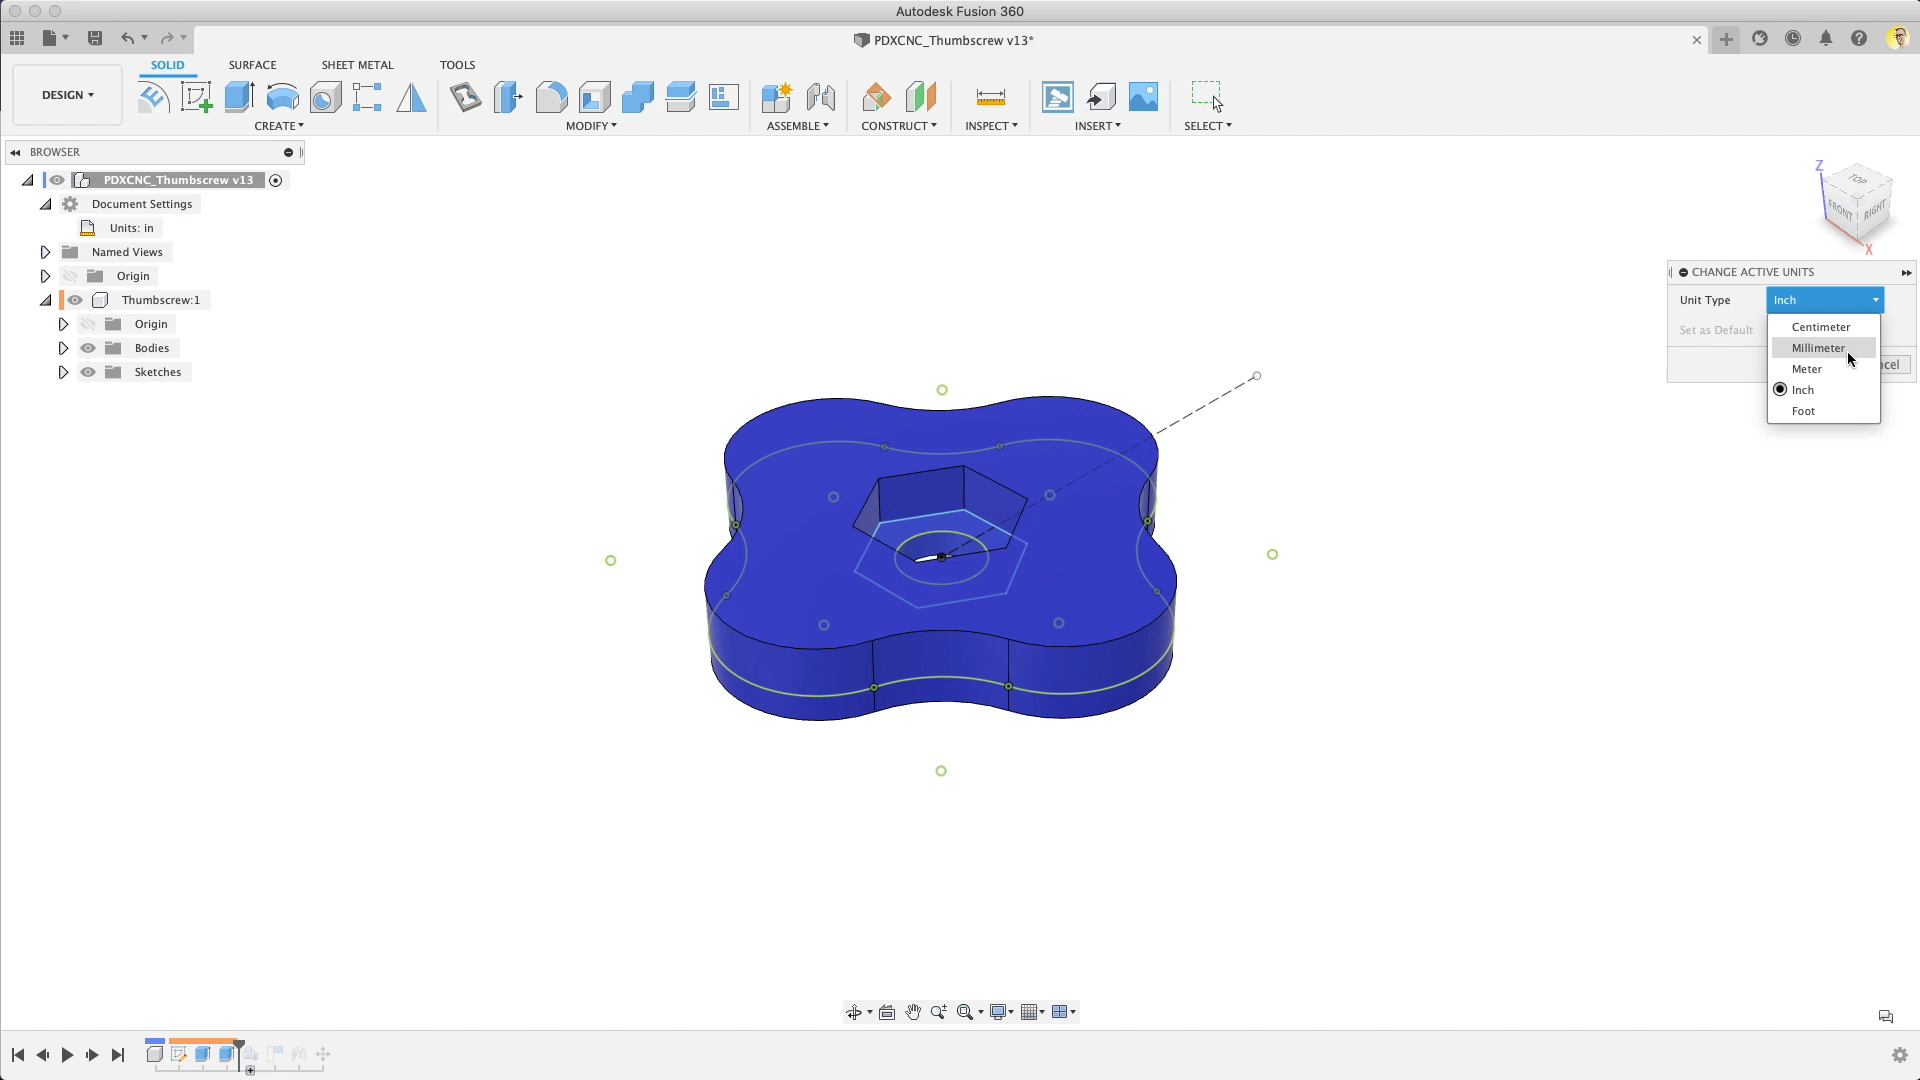 Autodesk Fusion 360
PDXCNC_Thumbscrew v13*
SOLID
SURFACE
SHEET METAL
TOOLS
DESIGN
CREATE
MODIFY
ASSEMBLE
CONSTRUCT
INSPECT
INSERT
SELECT
BROWSER
PDXCNC_Thumbscrew v13
Document Settings
Units: in
Named Views
Origin
Thumbscrew:1
Origin
Bodies
Sketches
Z
TOP
FRONT
RIGHT
X
CHANGE ACTIVE UNITS
Unit Type
Inch
Set as Default
Centimeter
Millimeter
Meter
Inch
Foot
ncel